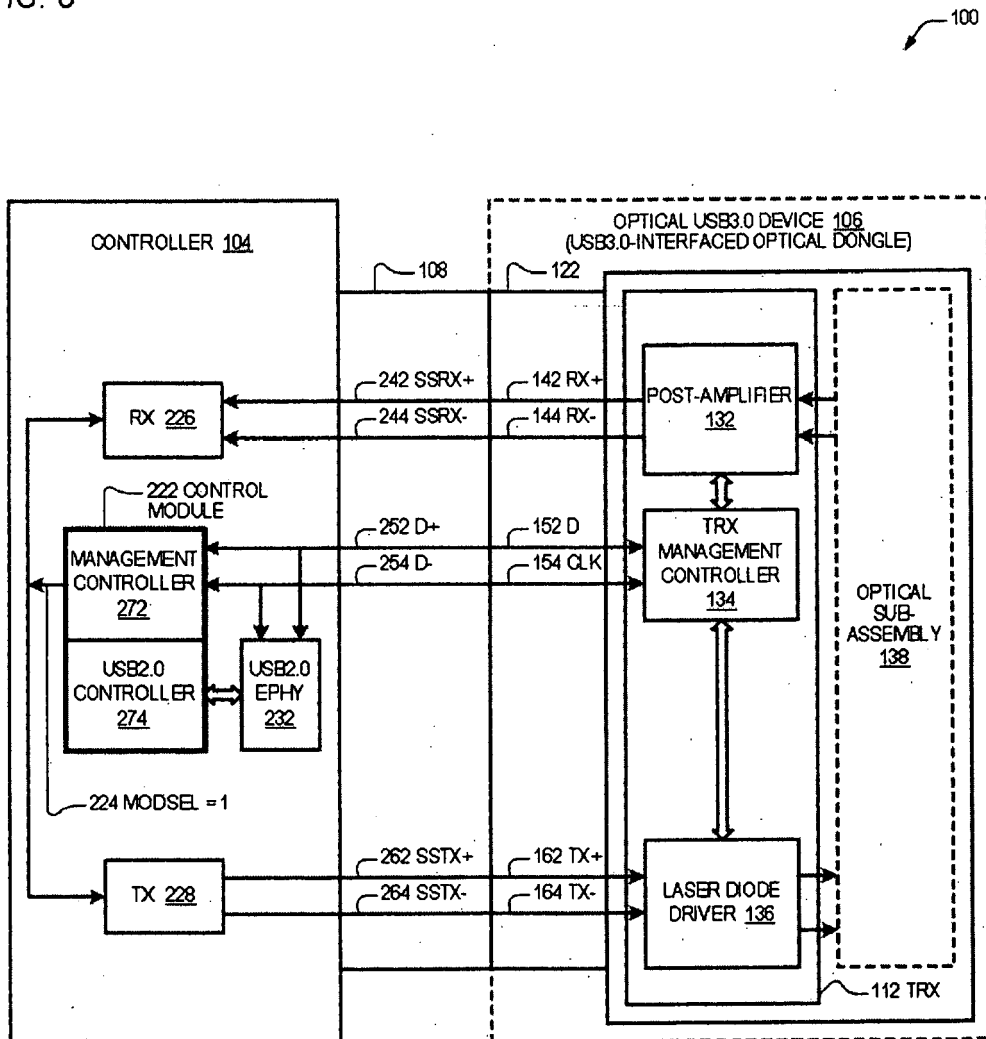 100
CONTROLLER 104
OPTICAL USB3.0 DEVICE 106
(USB3.0-INTERFACED OPTICAL DONGLE)
108
122
242 SSRX+
142 RX+
244 SSRX-
144 RX-
RX 226
POST-AMPLIFIER
132
222 CONTROL
MODULE
252 D+
152 D
254 D-
154 CLK
MANAGEMENT
CONTROLLER
272
TRX
MANAGEMENT
CONTROLLER
134
OPTICAL
SUB-
ASSEMBLY
138
USB2.0
CONTROLLER
274
USB2.0
EPHY
232
224 MODSEL = 1
262 SSTX+
162 TX+
264 SSTX-
164 TX-
TX 228
LASER DIODE
DRIVER 136
112 TRX